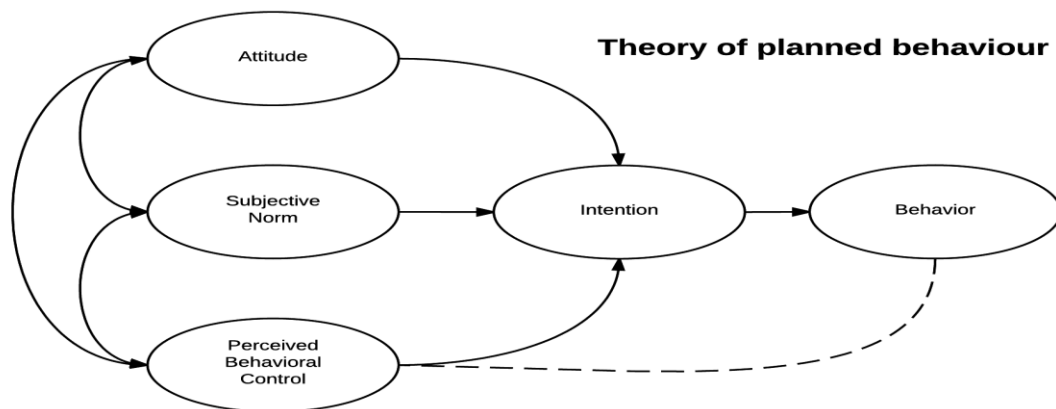 Theory of planned behaviour
Attitude
Subjective
Norm
Intention
Behavior
Perceived
Behavioral
Control